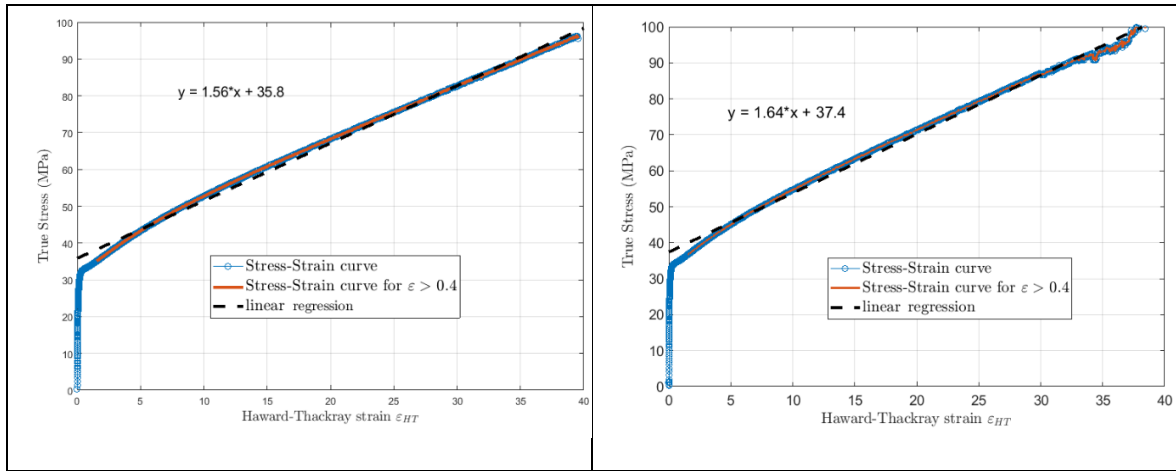 100
90
80
70
60
50
40
30
20
10
0
True Stress (MPa)
y = 1.56*x + 35.8
Stress-Strain curve
Stress-Strain curve for ε > 0.4
linear regression
0 5 10 15 20 25 30 35 40
Haward-Thackray strain ε_HT
100
90
80
70
60
50
40
30
20
10
0
True Stress (MPa)
y = 1.64*x + 37.4
Stress-Strain curve
Stress-Strain curve for ε > 0.4
linear regression
0 5 10 15 20 25 30 35 40
Haward-Thackray strain ε_HT